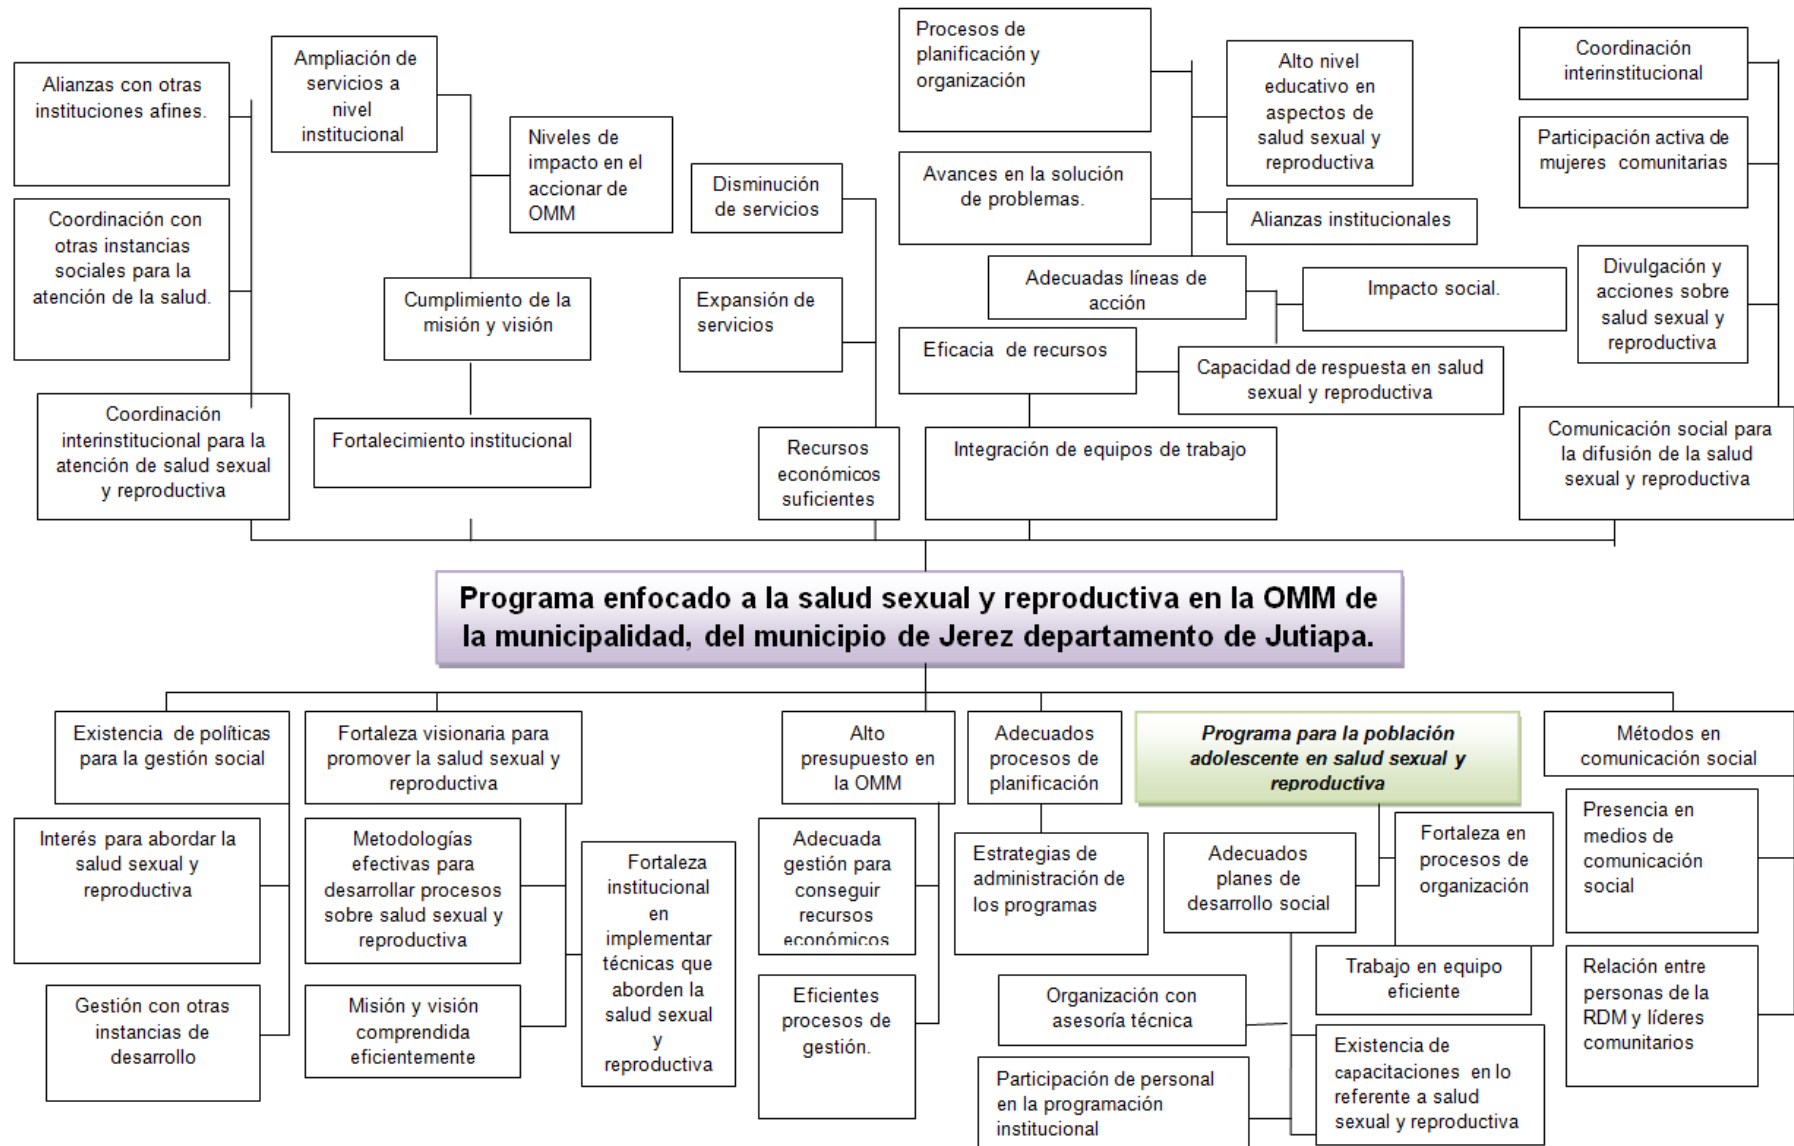 Alianzas con otras
instituciones afines.
Coordinación con
otras instancias
sociales para la
atención de la salud.
Coordinación
interinstitucional para la
atención de salud sexual
y reproductiva
Ampliación de
servicios a
nivel
institucional
Niveles de
impacto en el
accionar de
OMM
Cumplimiento de la
misión y visión
Fortalecimiento institucional
Disminución
de servicios
Expansión de
servicios
Recursos
económicos
suficientes
Procesos de
planificación y
organización
Alto nivel
educativo en
aspectos de
salud sexual y
reproductiva
Avances en la solución
de problemas.
Alianzas institucionales
Adecuadas líneas de
acción
Impacto social.
Eficacia de recursos
Capacidad de respuesta en salud
sexual y reproductiva
Integración de equipos de trabajo
Coordinación
interinstitucional
Participación activa de
mujeres comunitarias
Divulgación y
acciones sobre
salud sexual y
reproductiva
Comunicación social para
la difusión de la salud
sexual y reproductiva
Programa enfocado a la salud sexual y reproductiva en la OMM de
la municipalidad, del municipio de Jerez departamento de Jutiapa.
Existencia de políticas
para la gestión social
Interés para abordar la
salud sexual y
reproductiva
Gestión con otras
instancias de
desarrollo
Fortaleza visionaria para
promover la salud sexual y
reproductiva
Metodologías
efectivas para
desarrollar procesos
sobre salud sexual y
reproductiva
Misión y visión
comprendida
eficientemente
Fortaleza
institucional
en
implementar
técnicas que
aborden la
salud sexual
y
reproductiva
Alto
presupuesto en
la OMM
Adecuada
gestión para
conseguir
recursos
económicos
Eficientes
procesos de
gestión.
Adecuados
procesos de
planificación
Estrategias de
administración de
los programas
Programa para la población
adolescente en salud sexual y
reproductiva
Adecuados
planes de
desarrollo social
Fortaleza en
procesos de
organización
Trabajo en equipo
eficiente
Organización con
asesoría técnica
Existencia de
capacitaciones en lo
referente a salud
sexual y reproductiva
Participación de personal
en la programación
institucional
Métodos en
comunicación social
Presencia en
medios de
comunicación
social
Relación entre
personas de la
RDM y líderes
comunitarios